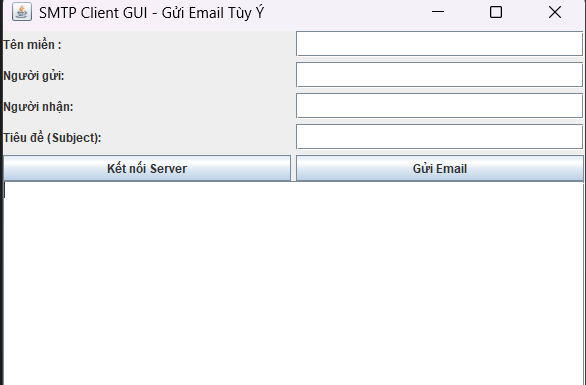 SMTP Client GUI - Gửi Email Tùy Ý
Tên miền :
Người gửi:
Người nhận:
Tiêu đề (Subject):
Kết nối Server
Gửi Email